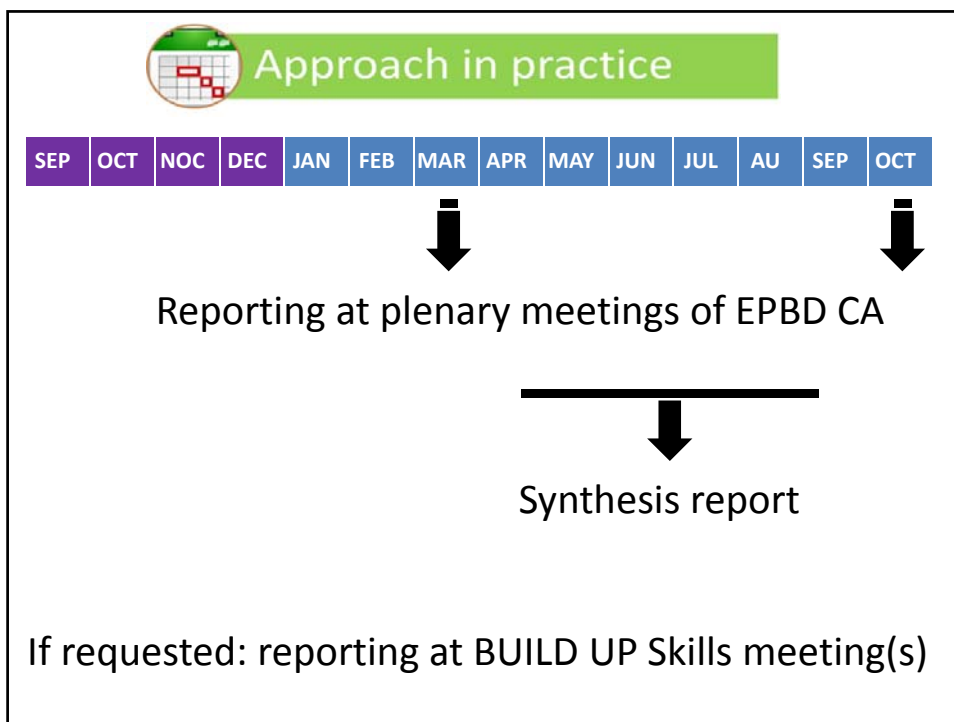 Approach in practice
SEP OCT NOC DEC JAN FEB MAR APR MAY JUN JUL AU SEP OCT
Reporting at plenary meetings of EPBD CA
Synthesis report
If requested: reporting at BUILD UP Skills meeting(s)